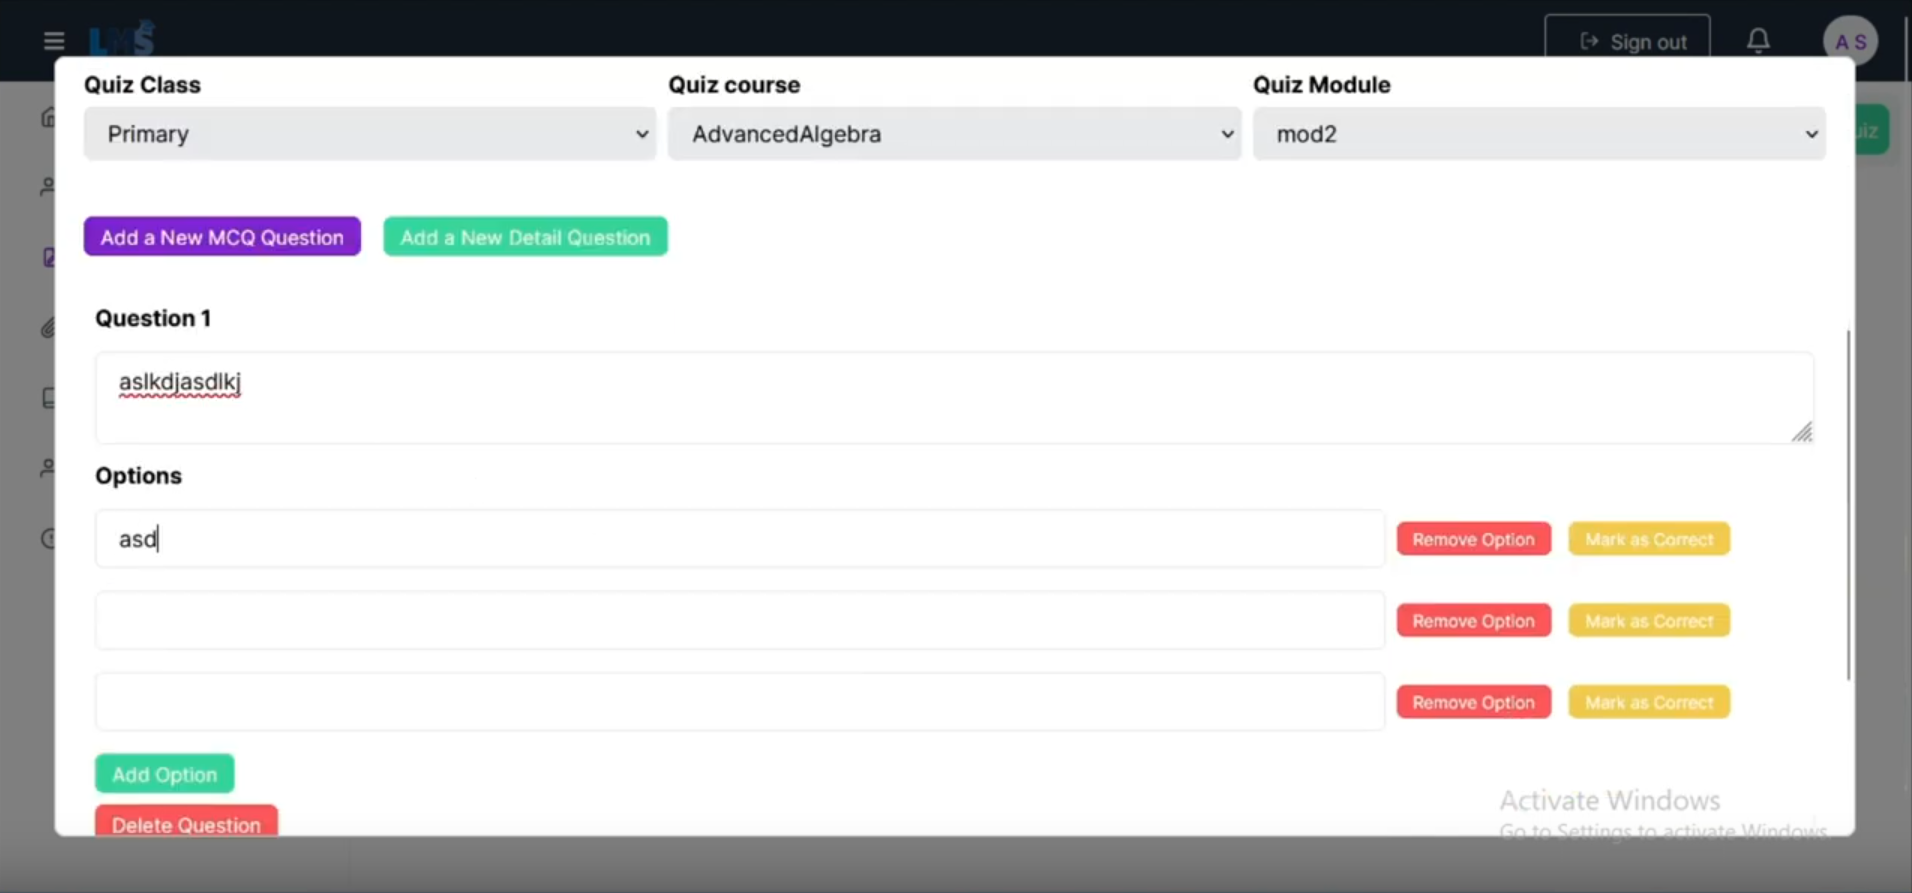 LMS
Sign out
A S
Quiz Class
Quiz course
Quiz Module
Primary
AdvancedAlgebra
mod2
Add a New MCQ Question
Add a New Detail Question
Question 1
aslkdjasdlkj
Options
asd
Remove Option
Mark as Correct
Remove Option
Mark as Correct
Remove Option
Mark as Correct
Add Option
Delete Question
Activate Windows
Go to Settings to activate Windows.